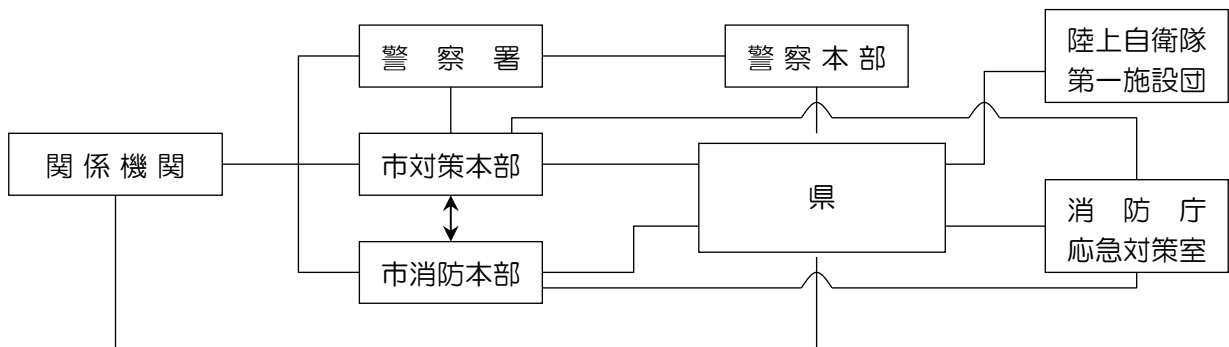 警察署
警察本部
陸上自衛隊
第一施設団
関係機関
市対策本部
県
消防庁
応急対策室
市消防本部